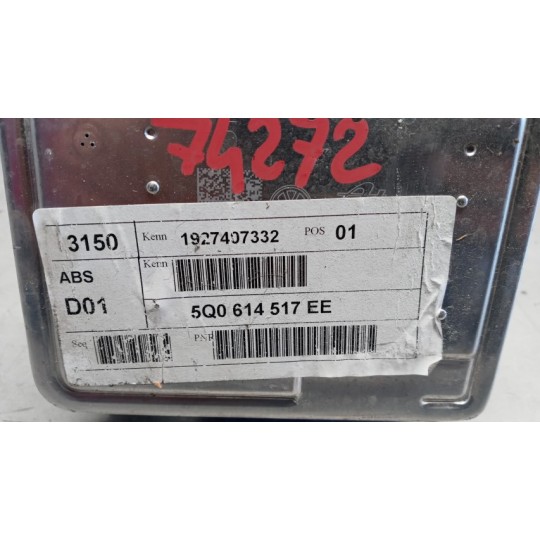 74272
3150 Kenn 1927407332 POS 01
ABS Kenn
D01 5Q0 614 517 EE
Seq PNR